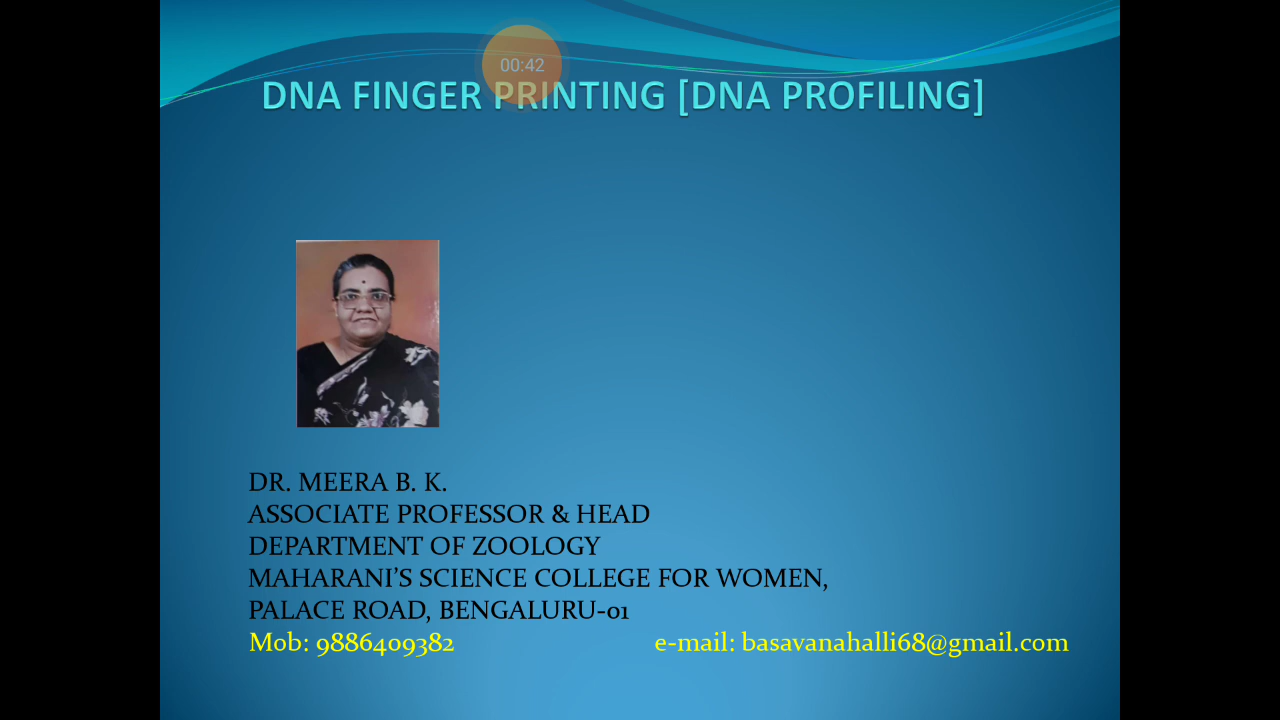 00:42
DNA FINGER PRINTING [DNA PROFILING]
DR. MEERA B. K.
ASSOCIATE PROFESSOR & HEAD
DEPARTMENT OF ZOOLOGY
MAHARANI’S SCIENCE COLLEGE FOR WOMEN,
PALACE ROAD, BENGALURU-01
Mob: 9886409382 e-mail: basavanahalli68@gmail.com